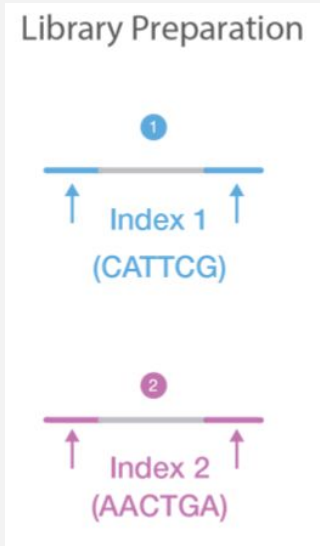 Library Preparation
1
Index 1
(CATTCG)
2
Index 2
(AACTGA)